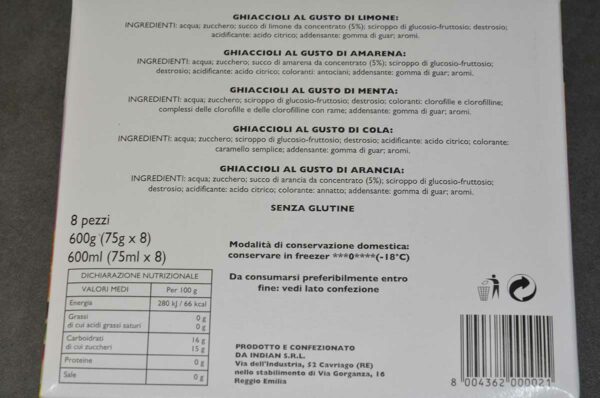 GHIACCIOLI AL GUSTO DI LIMONE:
INGREDIENTI: acqua; zucchero; succo di limone da concentrato (5%); sciroppo di glucosio-fruttosio; destrosio;
acidificante: acido citrico; addensante: gomma di guar; aromi.
GHIACCIOLI AL GUSTO DI AMARENA:
INGREDIENTI: acqua; zucchero; succo di amarena da concentrato (5%); sciroppo di glucosio-fruttosio;
destrosio; acidificante: acido citrico; coloranti: antociani; addensante: gomma di guar; aromi.
GHIACCIOLI AL GUSTO DI MENTA:
INGREDIENTI: acqua; zucchero; sciroppo di glucosio-fruttosio; destrosio; coloranti: clorofille e clorofilline;
complessi delle clorofille e delle clorofilline con rame; addensante: gomma di guar; aromi.
GHIACCIOLI AL GUSTO DI COLA:
INGREDIENTI: acqua; zucchero; sciroppo di glucosio-fruttosio; destrosio; acidificante: acido citrico; colorante:
caramello semplice; addensante: gomma di guar; aromi.
GHIACCIOLI AL GUSTO DI ARANCIA:
INGREDIENTI: acqua; zucchero; succo di arancia da concentrato (5%); sciroppo di glucosio-fruttosio;
destrosio; acidificante: acido citrico; colorante: annatto; addensante: gomma di guar; aromi.
SENZA GLUTINE
8 pezzi
600g (75g x 8)
600ml (75ml x 8)
DICHIARAZIONE NUTRIZIONALE
VALORI MEDI Per 100 g
Energia 280 kJ / 66 kcal
Grassi 0 g
di cui acidi grassi saturi 0 g
Carboidrati 16 g
di cui zuccheri 15 g
Proteine 0 g
Sale 0 g
Modalità di conservazione domestica:
conservare in freezer ***0****(-18°C)
Da consumarsi preferibilmente entro
fine: vedi lato confezione
PRODOTTO E CONFEZIONATO
DA INDIAN S.R.L.
Via dell'Industria, 52 Cavriago (RE)
nello stabilimento di Via Gorganza, 16
Reggio Emilia
8 004362 000021